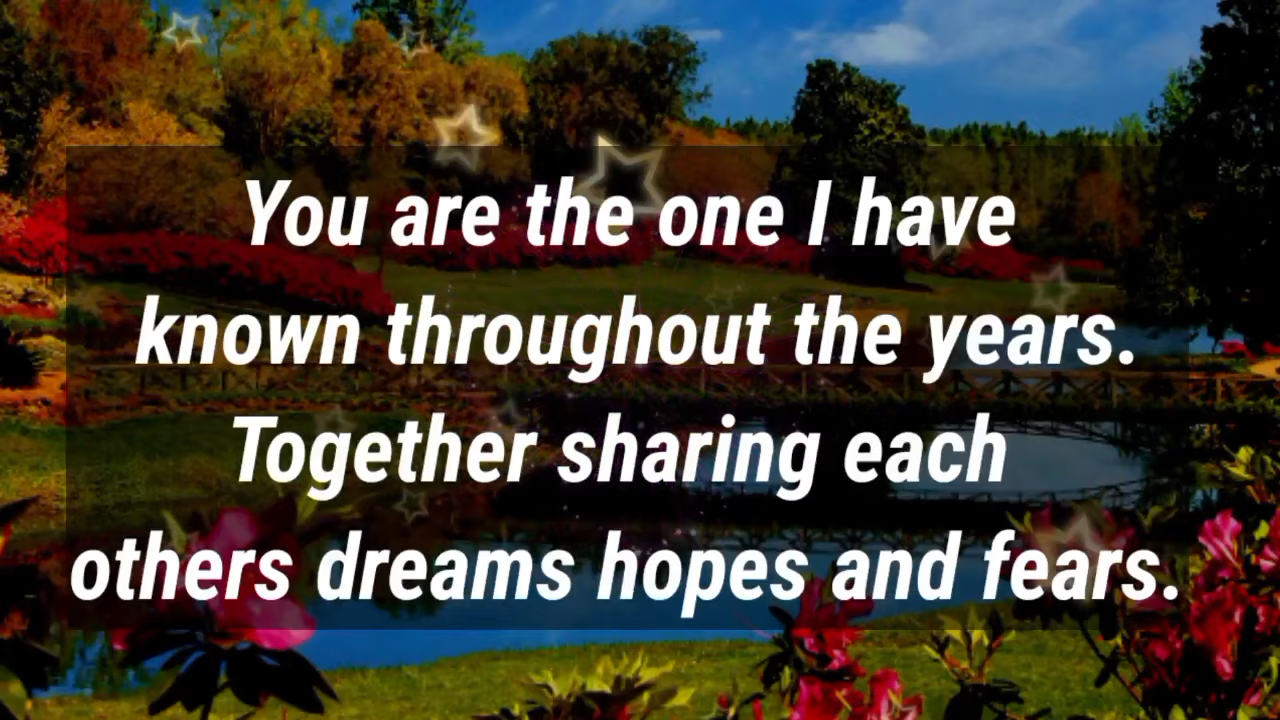 You are the one I have
known throughout the years.
Together sharing each
others dreams hopes and fears.